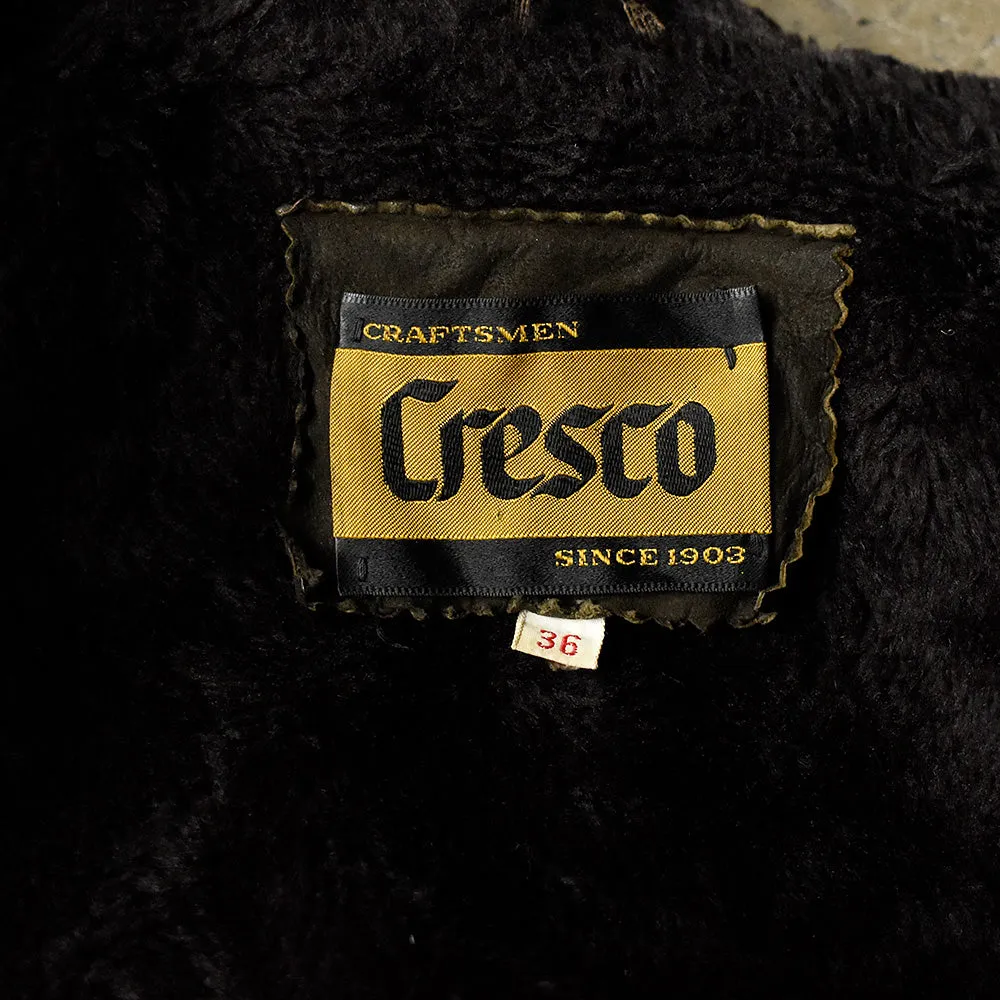 CRAFTSMEN
Cresco
SINCE 1903
36